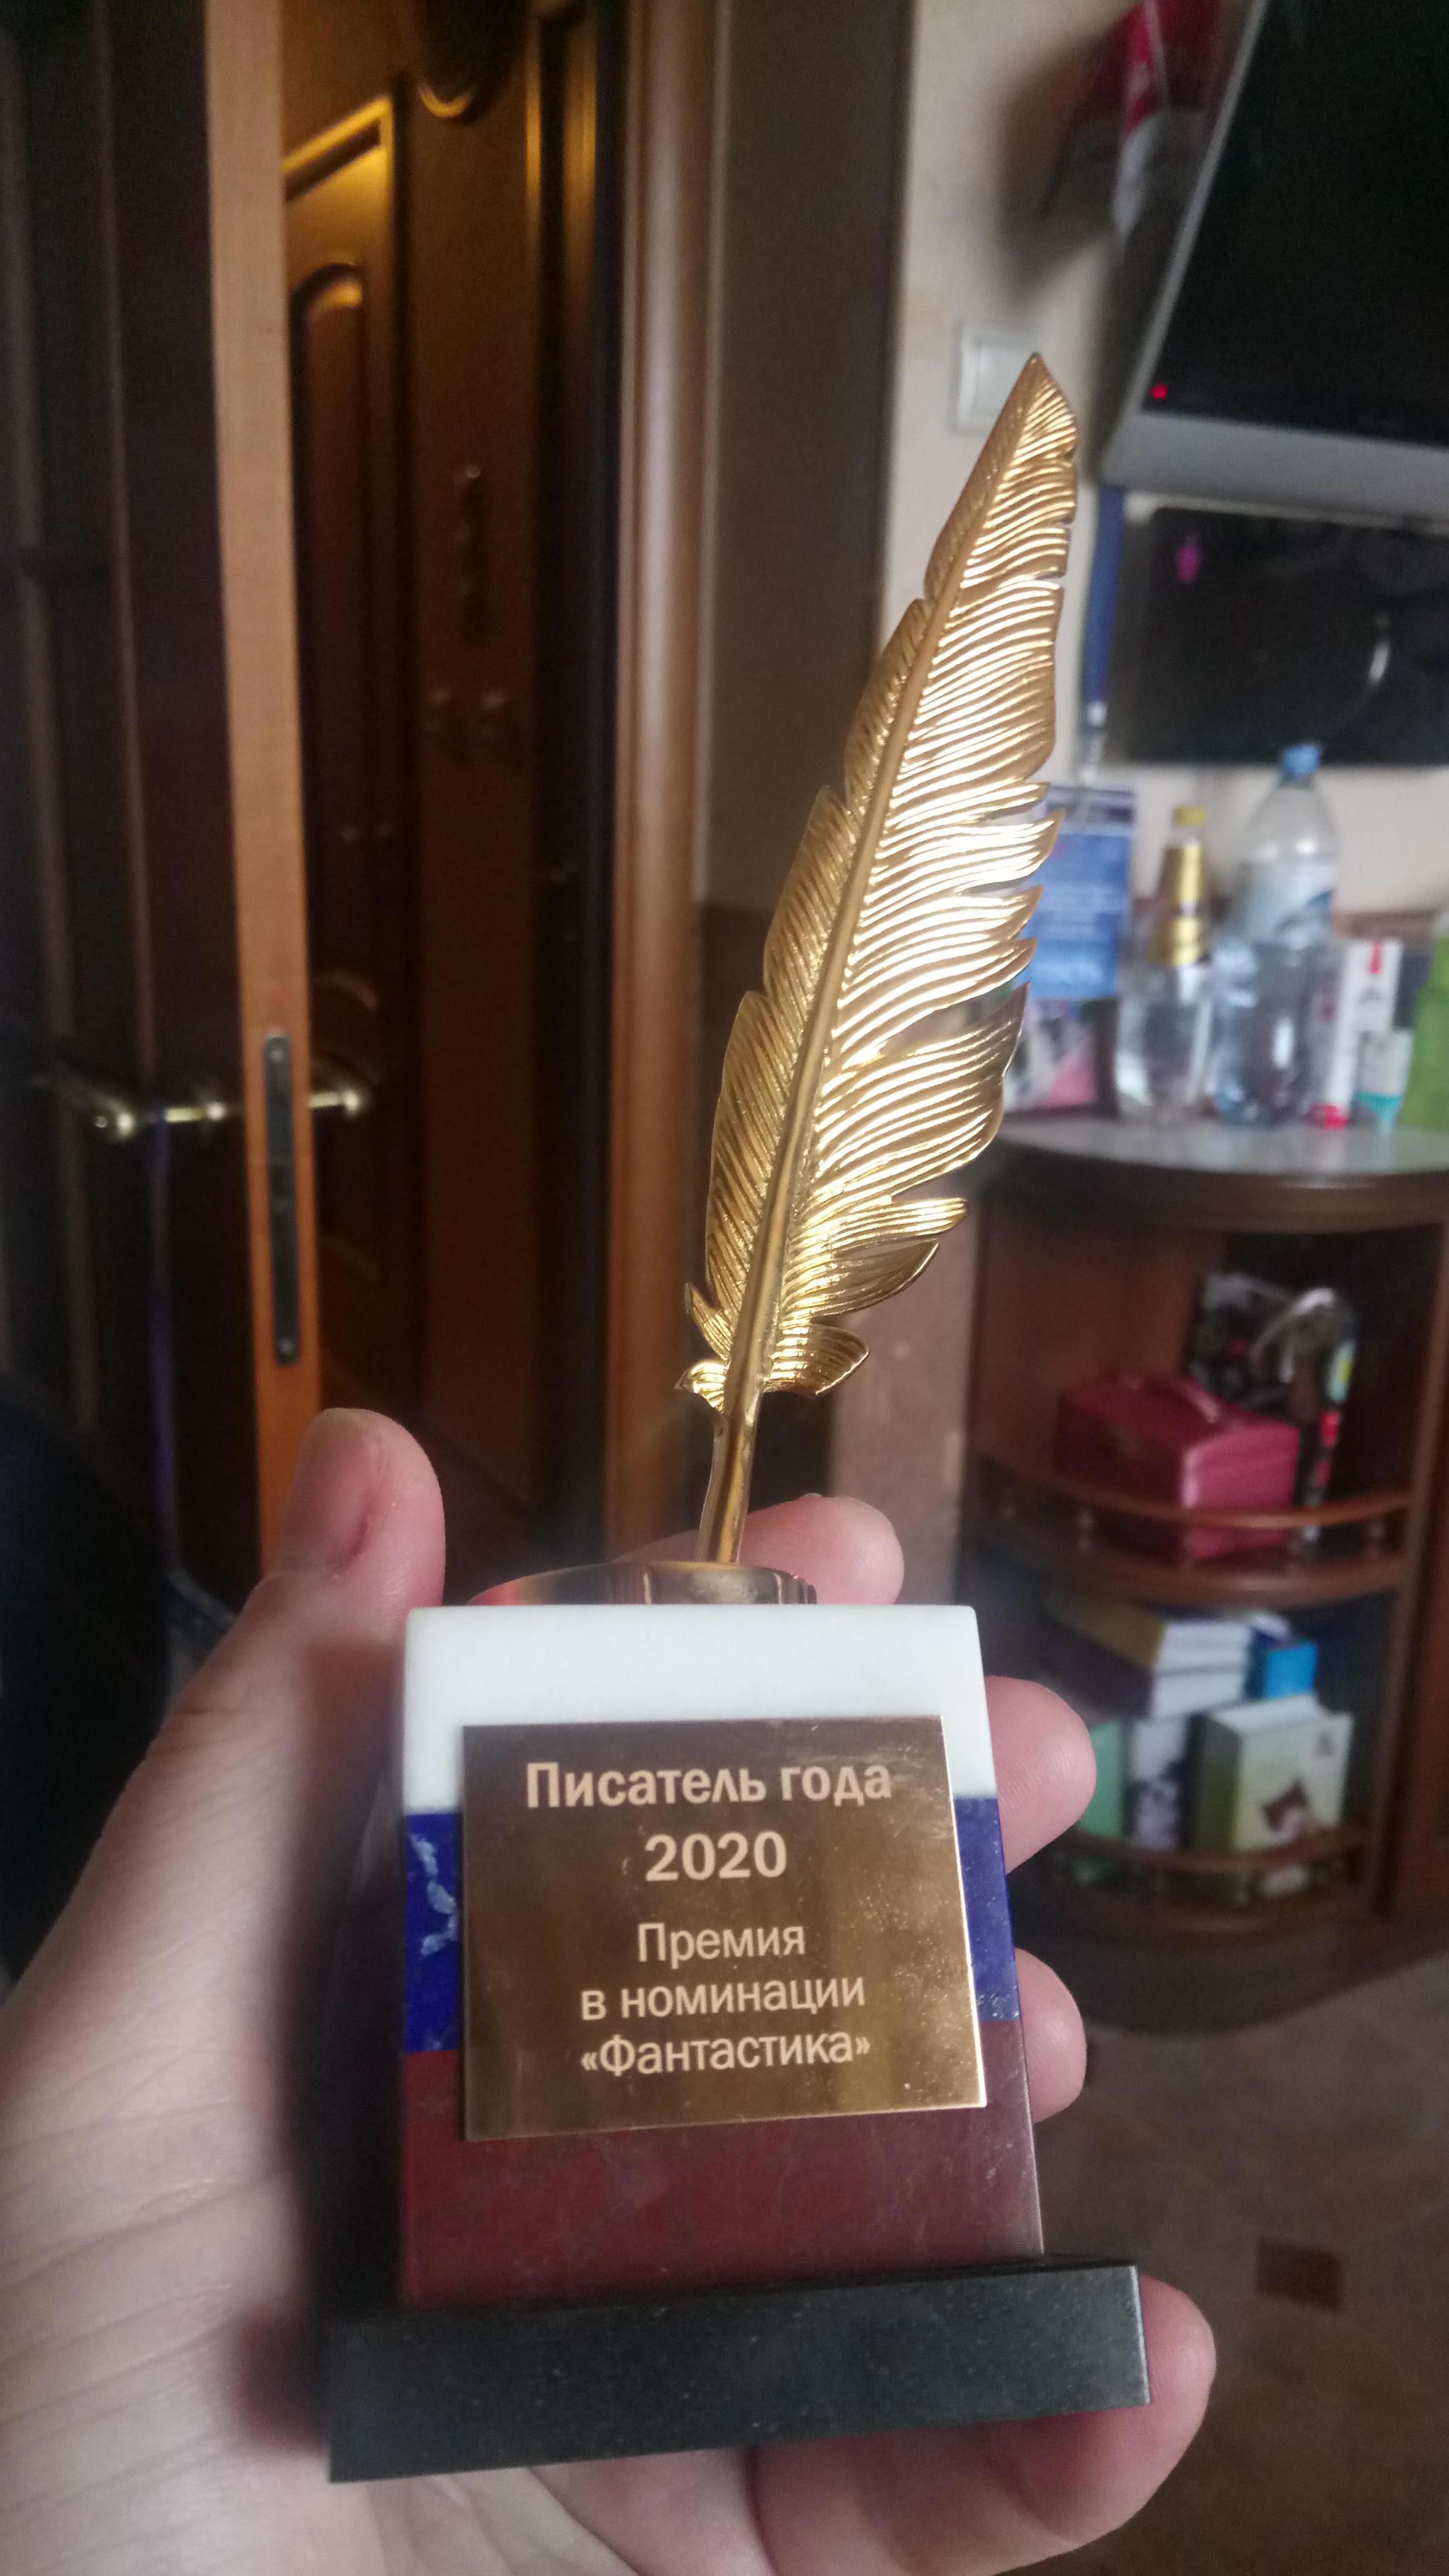 Писатель года
2020
Премия
в номинации
«Фантастика»